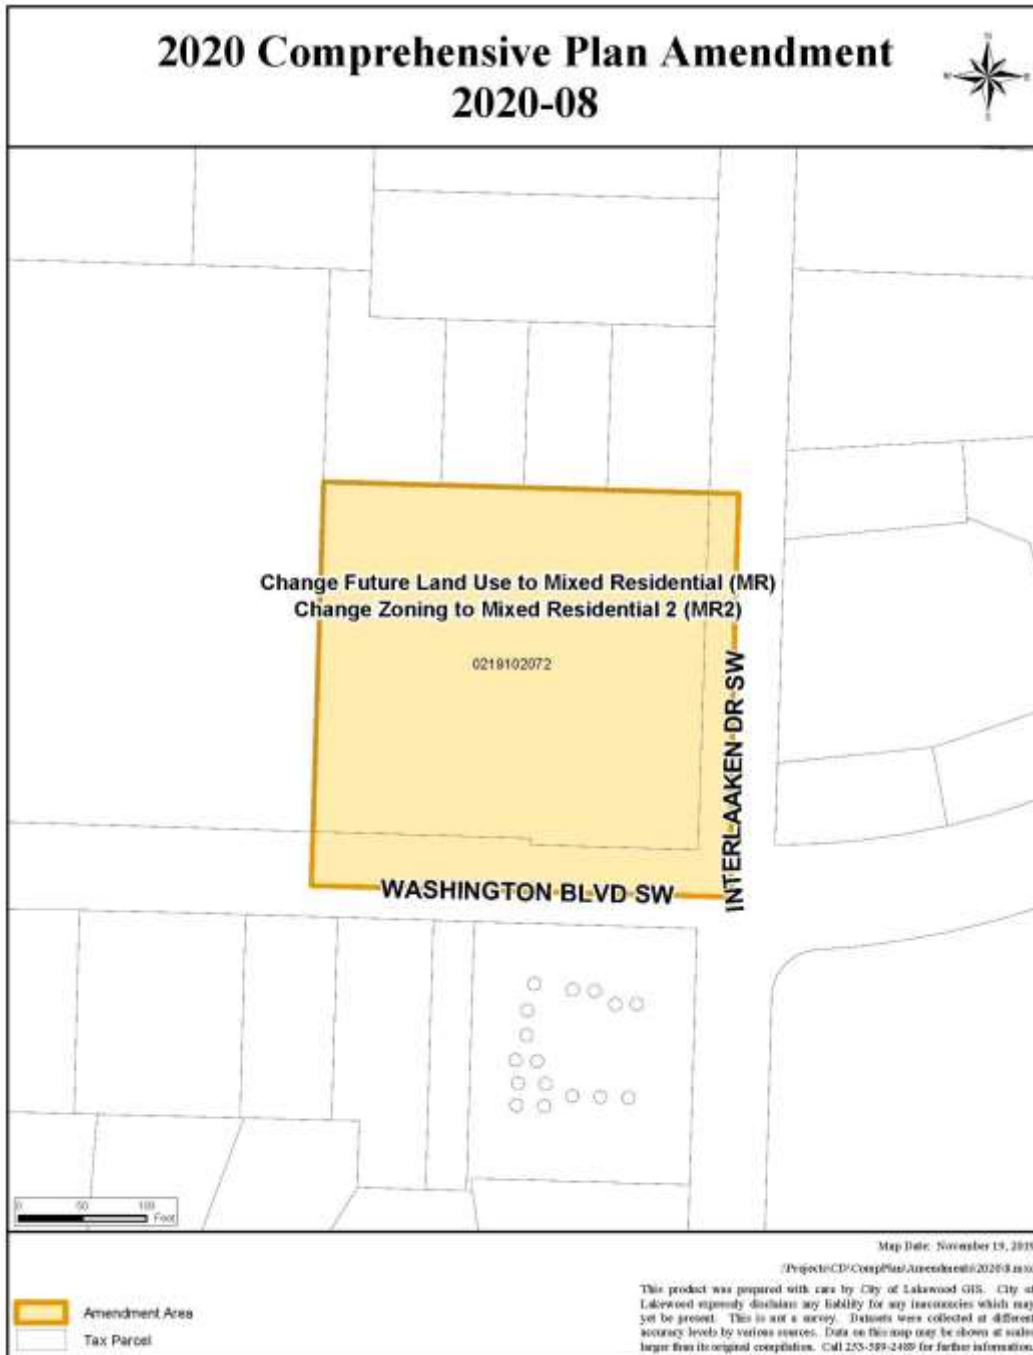 2020 Comprehensive Plan Amendment
2020-08
N
W E
S
Change Future Land Use to Mixed Residential (MR)
Change Zoning to Mixed Residential 2 (MR2)
0219102072
INTERLAAKEN DR SW
WASHINGTON BLVD SW
0 50 100
Feet
Map Date: November 19, 2019
Amendment Area
Tax Parcel
This product was prepared with care by City of Lakewood GIS. City of
Lakewood expressly disclaims any liability for any inaccuracies which may
yet be present. This is not a survey. Datasets were collected at different
accuracy levels by various sources. Data on this map may be shown at scales
larger than its original compilation. Call 253-589-2489 for further information.